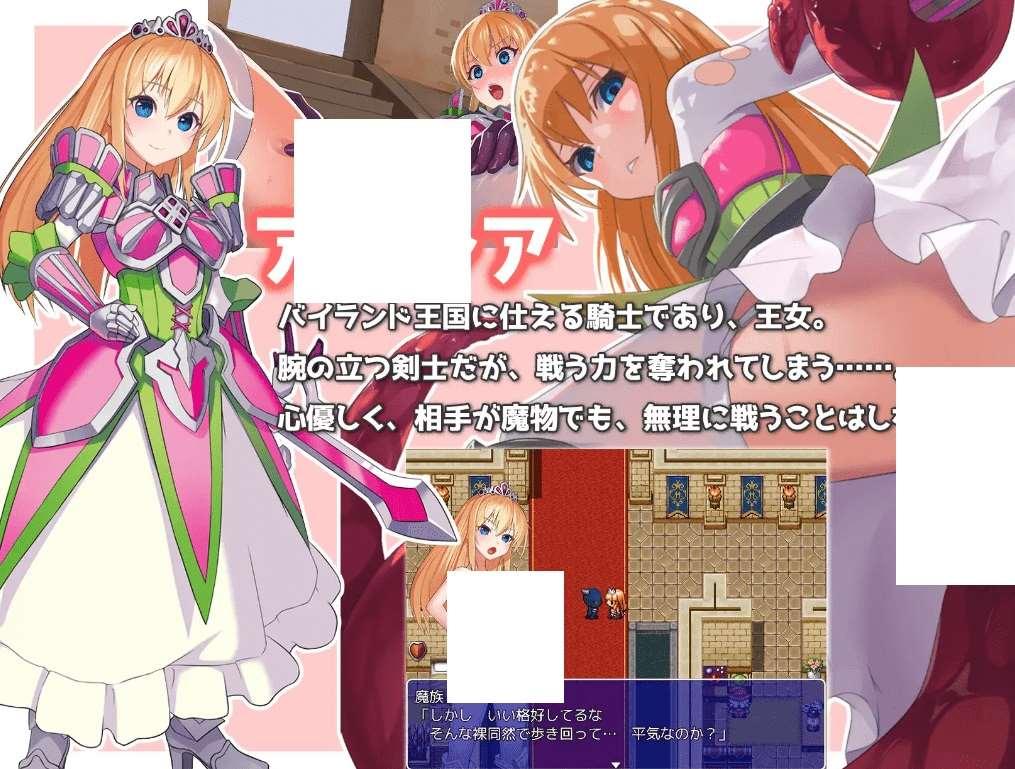 ア ア
バイランド王国に仕える騎士であり、王女。
腕の立つ剣士だが、戦う力を奪われてしまう……。
心優しく、相手が魔物でも、無理に戦うことはし
魔族
「しかし　いい格好してるな
そんな裸同然で歩き回って…　平気なのか？」